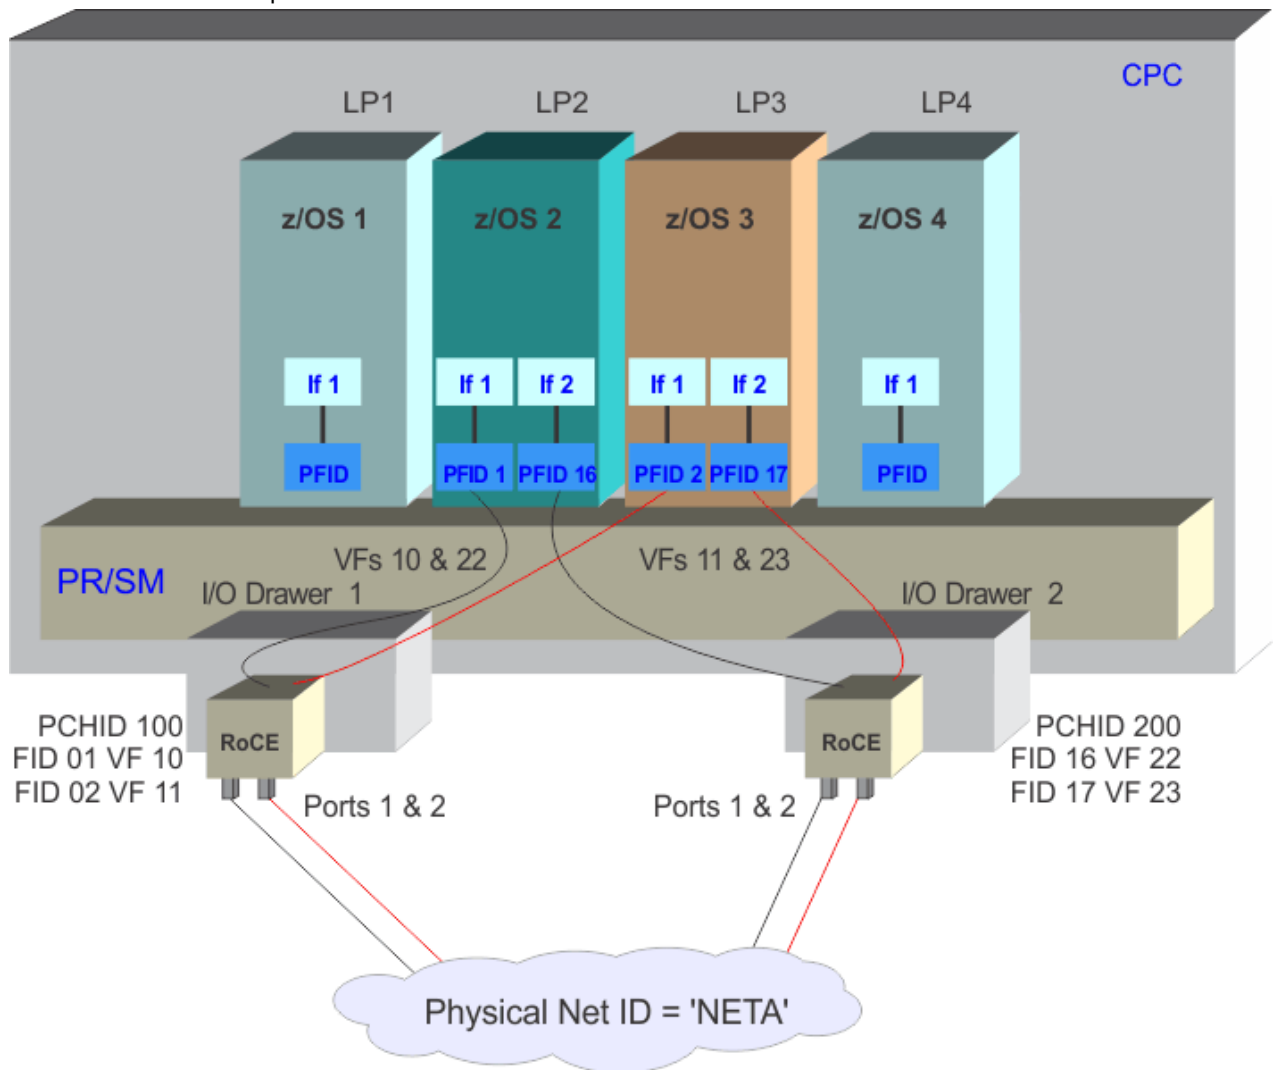 CPC
LP1 LP2 LP3 LP4
z/OS 1 z/OS 2 z/OS 3 z/OS 4
If 1 If 1 If 2 If 1 If 2 If 1
PFID PFID 1 PFID 16 PFID 2 PFID 17 PFID
VFs 10 & 22 VFs 11 & 23
PR/SM
I/O Drawer 1 I/O Drawer 2
PCHID 100
FID 01 VF 10
FID 02 VF 11
RoCE RoCE
PCHID 200
FID 16 VF 22
FID 17 VF 23
Ports 1 & 2 Ports 1 & 2
Physical Net ID = 'NETA'